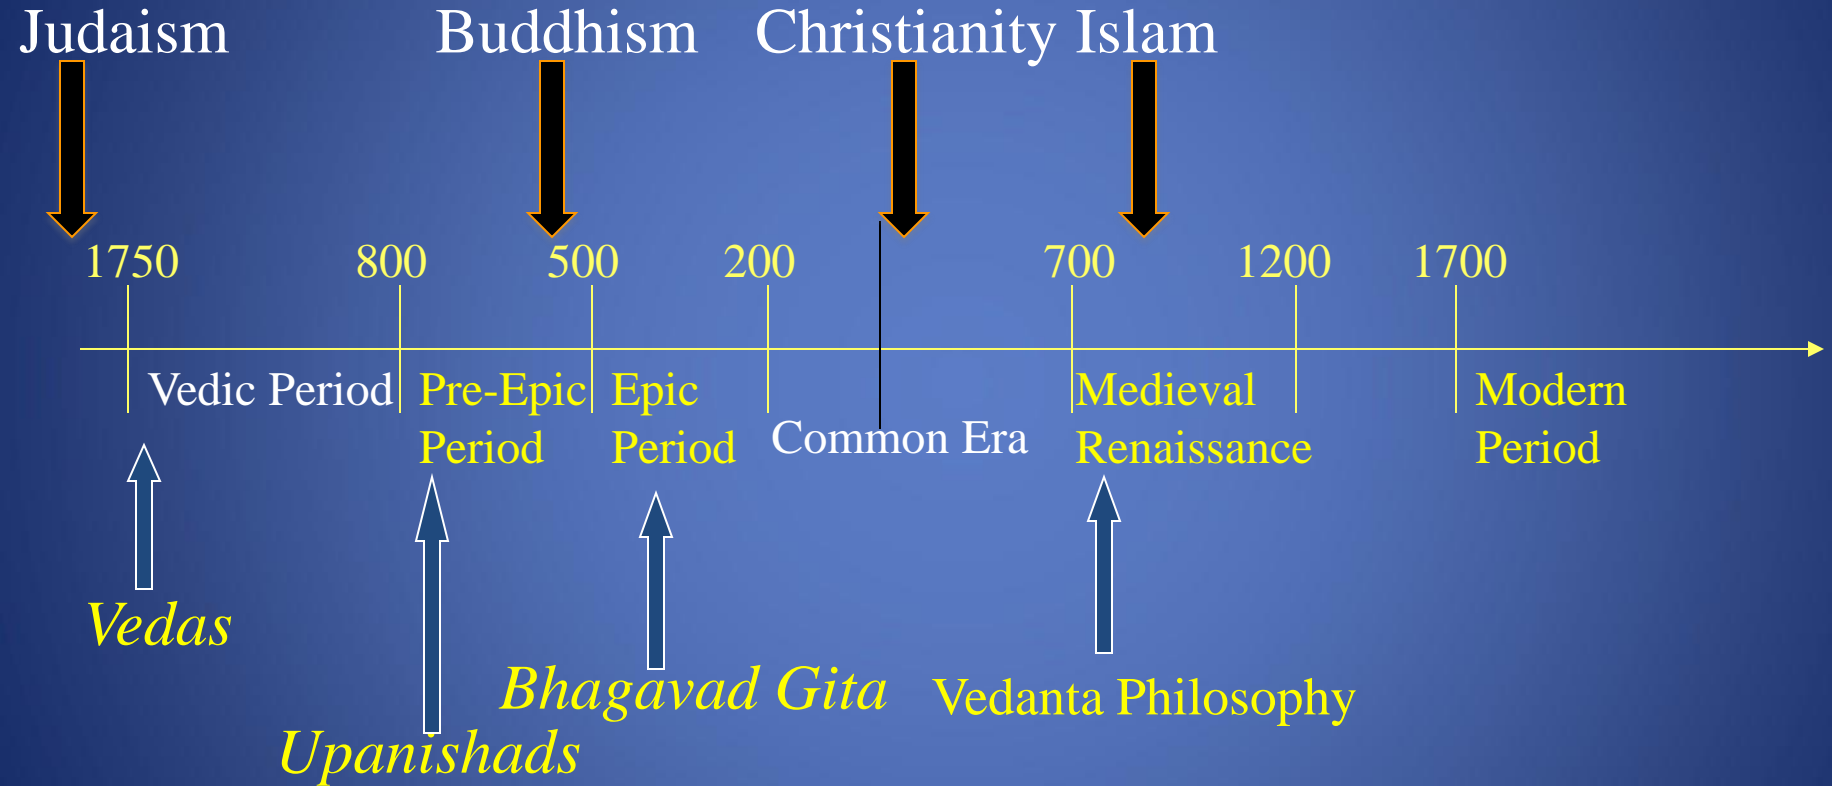 Judaism Buddhism Christianity Islam
1750 800 500 200 700 1200 1700
Vedic Period Pre-Epic Epic Medieval Modern
Period Period Common Era Renaissance Period
Vedas
Bhagavad Gita Vedanta Philosophy
Upanishads